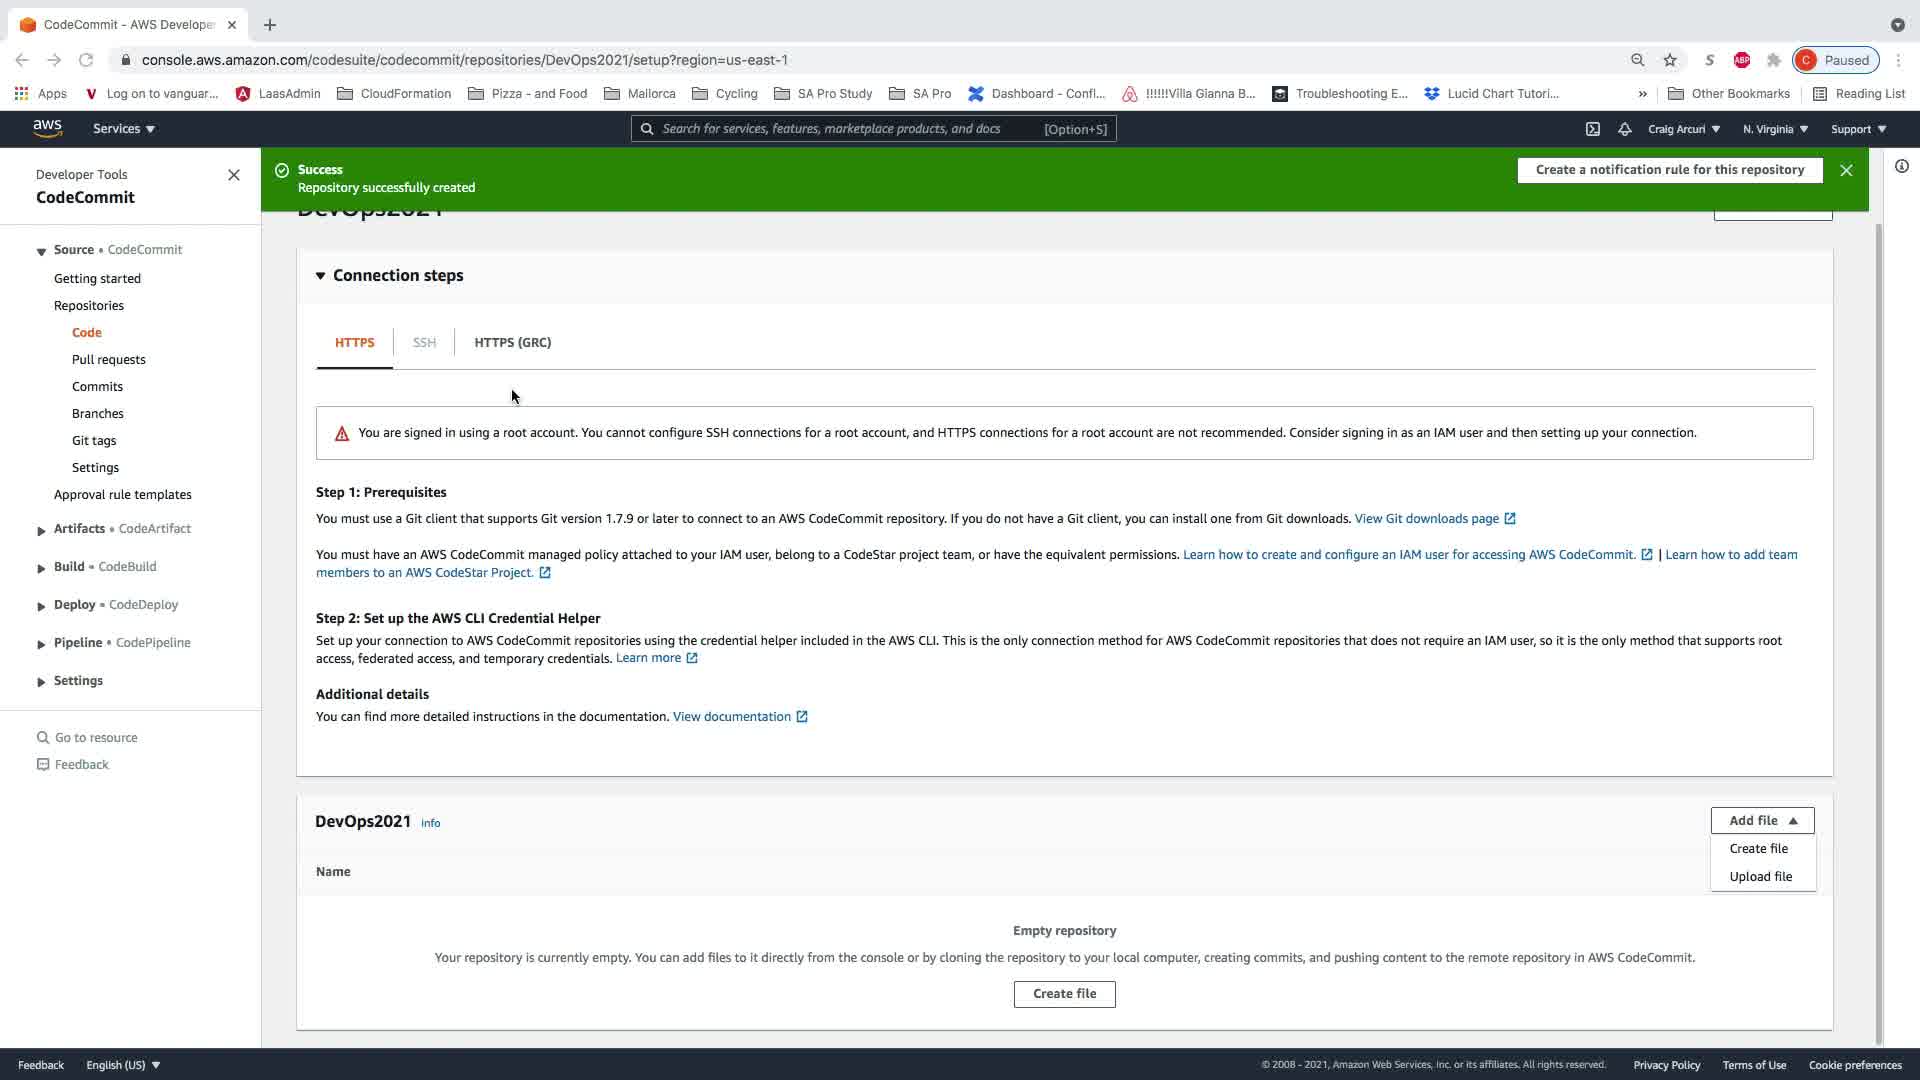 CodeCommit - AWS Developer
console.aws.amazon.com/codesuite/codecommit/repositories/DevOps2021/setup?region=us-east-1
S
ABP
C
Paused
Apps
Log on to vanguar...
LaasAdmin
CloudFormation
Pizza - and Food
Mallorca
Cycling
SA Pro Study
SA Pro
Dashboard - Confi...
!!!!!!Villa Gianna B...
Troubleshooting E...
Lucid Chart Tutori...
»
Other Bookmarks
Reading List
aws
Services
Search for services, features, marketplace products, and docs
[Option+S]
Craig Arcuri
N. Virginia
Support
Developer Tools
CodeCommit
Success
Repository successfully created
Create a notification rule for this repository
DevOps2021
Source • CodeCommit
Getting started
Repositories
Code
Pull requests
Commits
Branches
Git tags
Settings
Approval rule templates
Artifacts • CodeArtifact
Build • CodeBuild
Deploy • CodeDeploy
Pipeline • CodePipeline
Settings
Go to resource
Feedback
Connection steps
HTTPS
SSH
HTTPS (GRC)
You are signed in using a root account. You cannot configure SSH connections for a root account, and HTTPS connections for a root account are not recommended. Consider signing in as an IAM user and then setting up your connection.
Step 1: Prerequisites
You must use a Git client that supports Git version 1.7.9 or later to connect to an AWS CodeCommit repository. If you do not have a Git client, you can install one from Git downloads. View Git downloads page
You must have an AWS CodeCommit managed policy attached to your IAM user, belong to a CodeStar project team, or have the equivalent permissions. Learn how to create and configure an IAM user for accessing AWS CodeCommit. | Learn how to add team
members to an AWS CodeStar Project.
Step 2: Set up the AWS CLI Credential Helper
Set up your connection to AWS CodeCommit repositories using the credential helper included in the AWS CLI. This is the only connection method for AWS CodeCommit repositories that does not require an IAM user, so it is the only method that supports root
access, federated access, and temporary credentials. Learn more
Additional details
You can find more detailed instructions in the documentation. View documentation
DevOps2021 Info
Add file
Create file
Upload file
Name
Empty repository
Your repository is currently empty. You can add files to it directly from the console or by cloning the repository to your local computer, creating commits, and pushing content to the remote repository in AWS CodeCommit.
Create file
Feedback
English (US)
© 2008 - 2021, Amazon Web Services, Inc. or its affiliates. All rights reserved.
Privacy Policy
Terms of Use
Cookie preferences